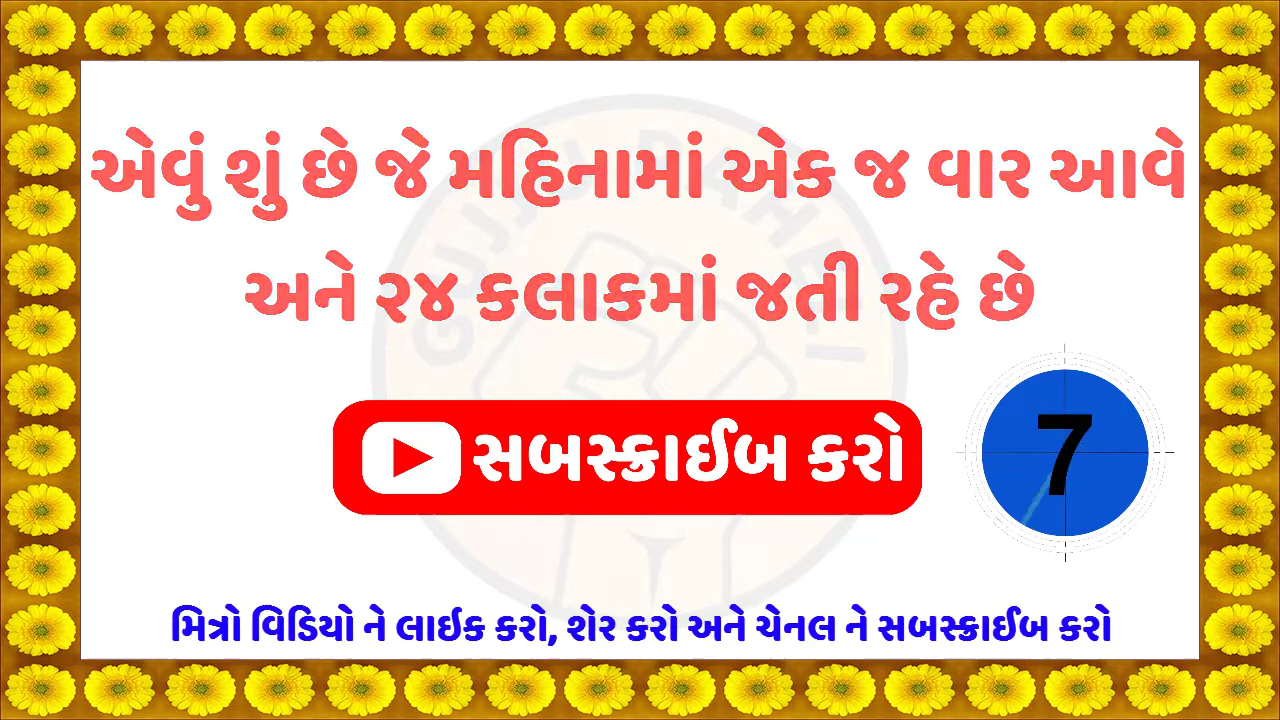 એવું શું છે જે મહિનામાં એક જ વાર આવે
અને ૨૪ કલાકમાં જતી રહે છે
સબસ્ક્રાઈબ કરો
7
મિત્રો વિડિયો ને લાઇક કરો, શેર કરો અને ચેનલ ને સબસ્ક્રાઈબ કરો